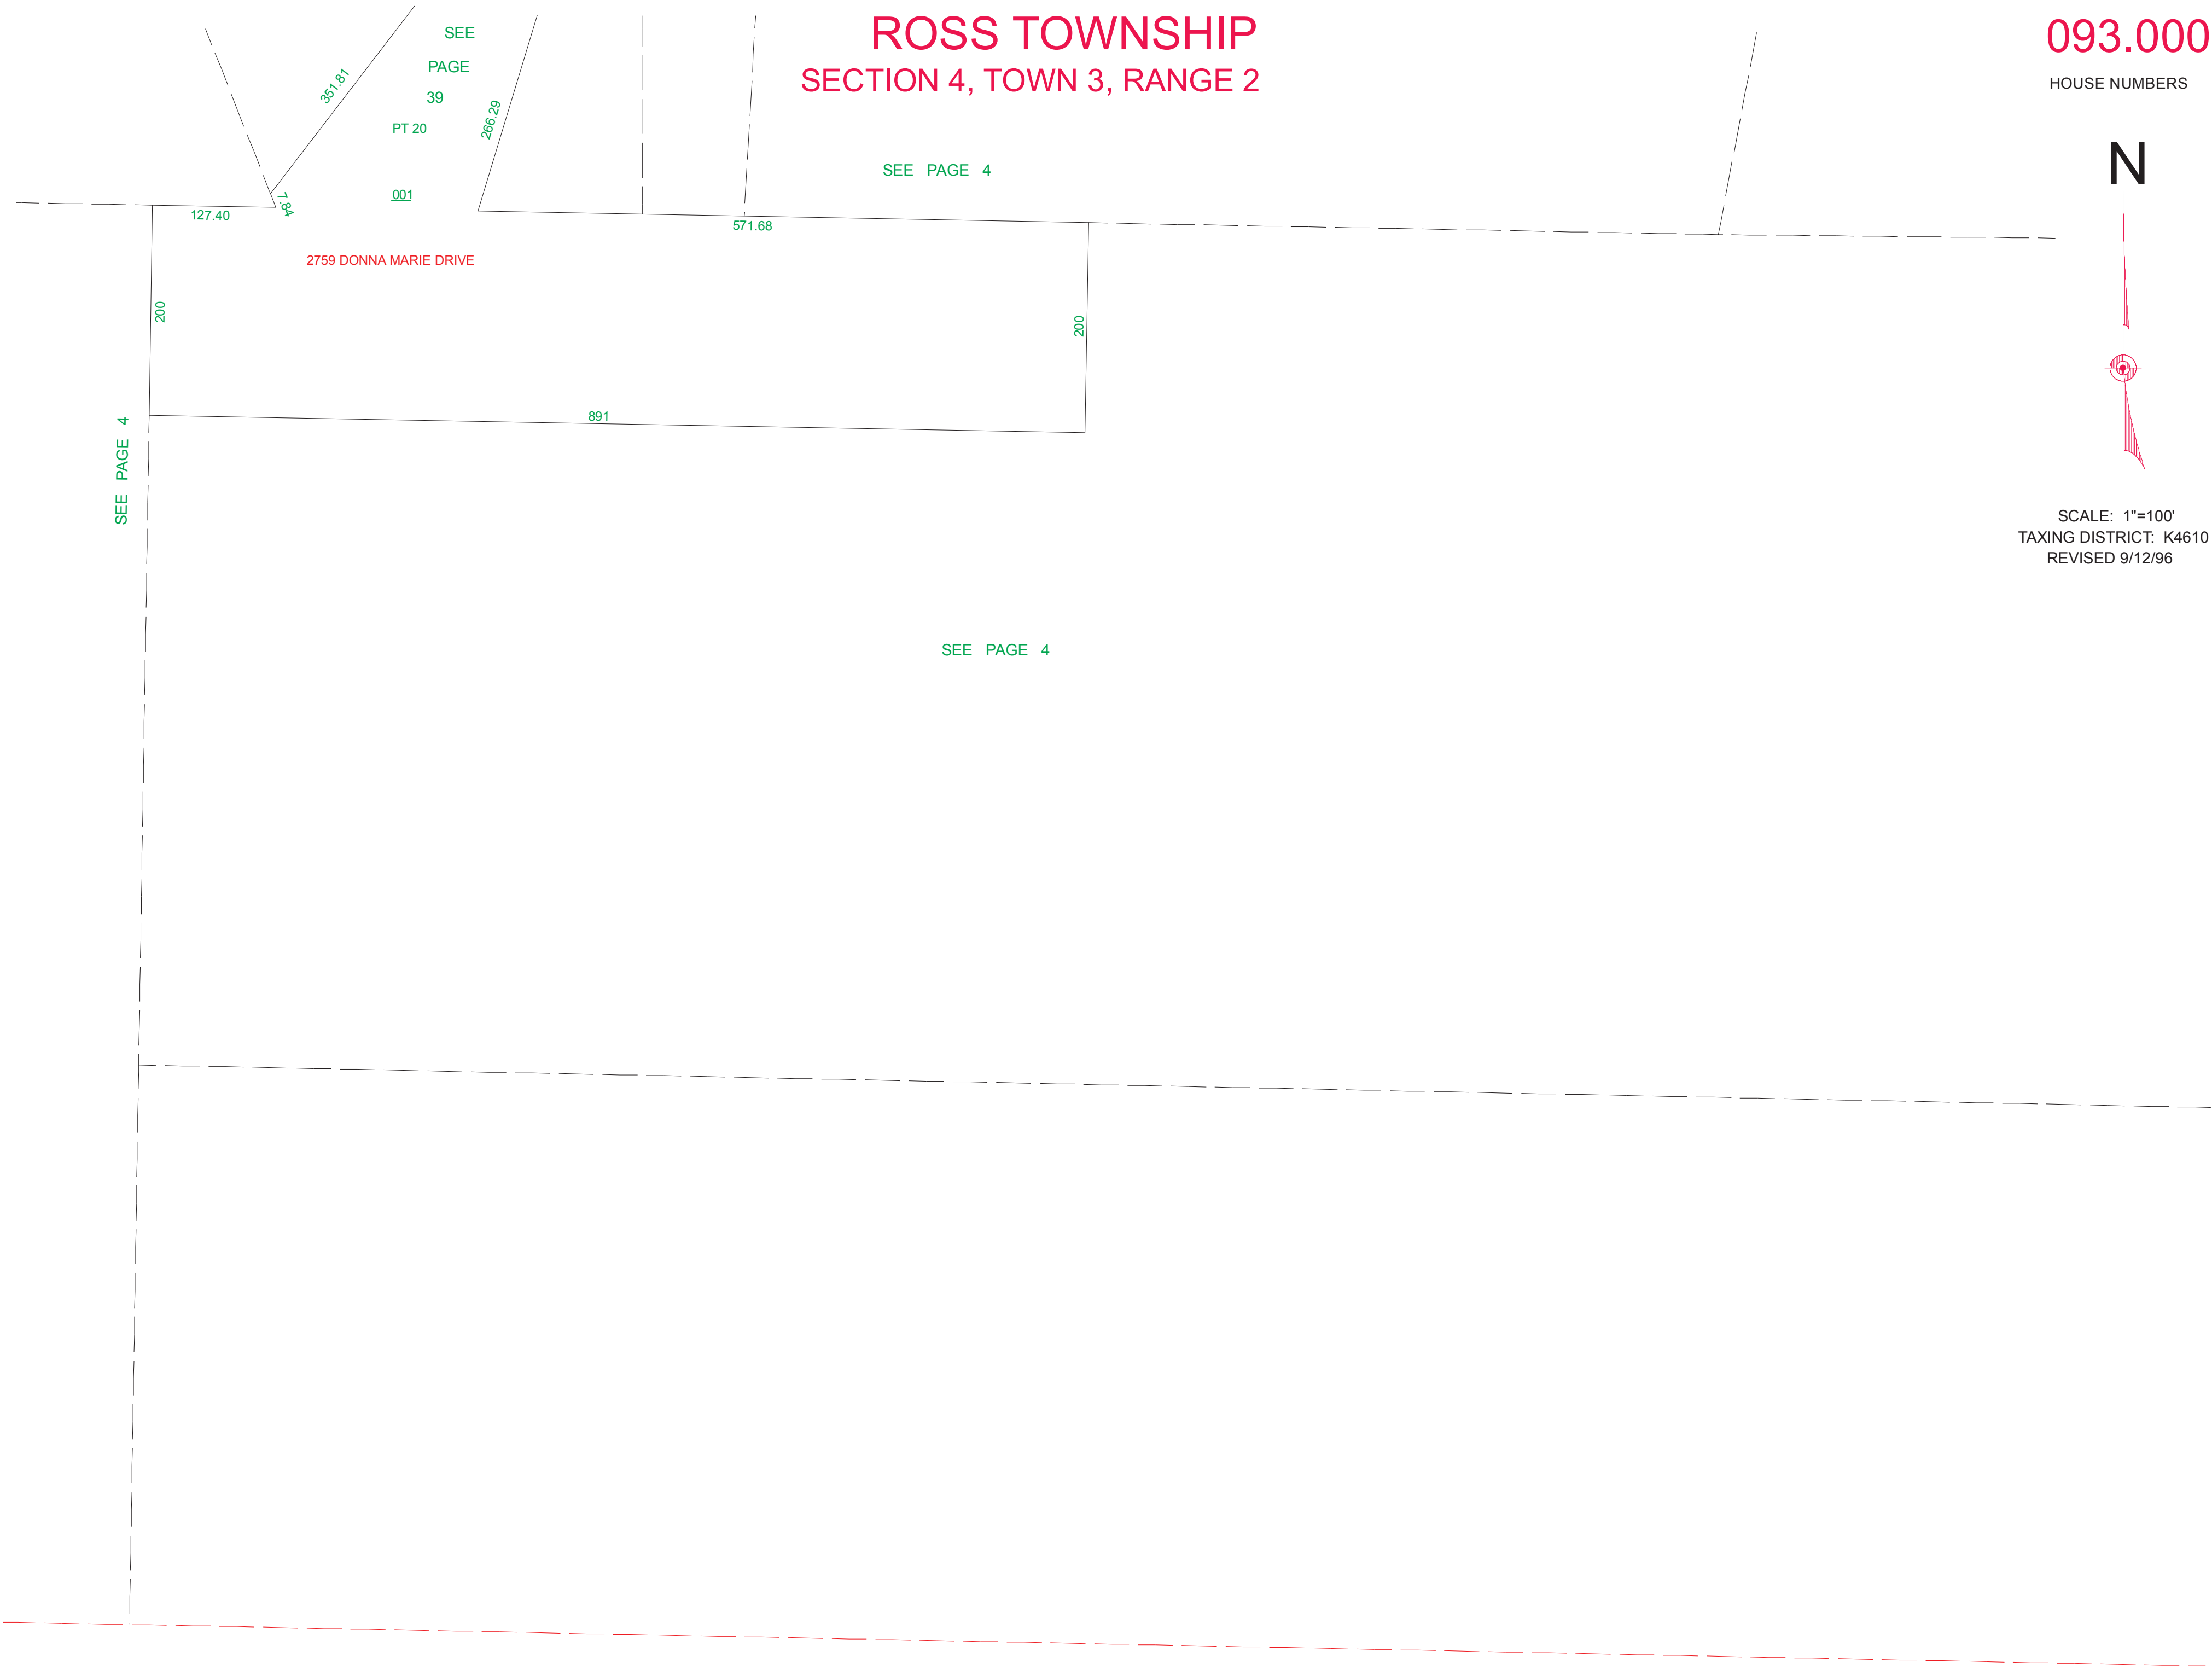 ROSS TOWNSHIP
SECTION 4, TOWN 3, RANGE 2
093.000
HOUSE NUMBERS
N
SEE
PAGE
39
PT 20
001
351.81
266.29
7.84
127.40
SEE PAGE 4
571.68
2759 DONNA MARIE DRIVE
200
200
891
SEE PAGE 4
SCALE: 1"=100'
TAXING DISTRICT: K4610
REVISED 9/12/96
SEE PAGE 4